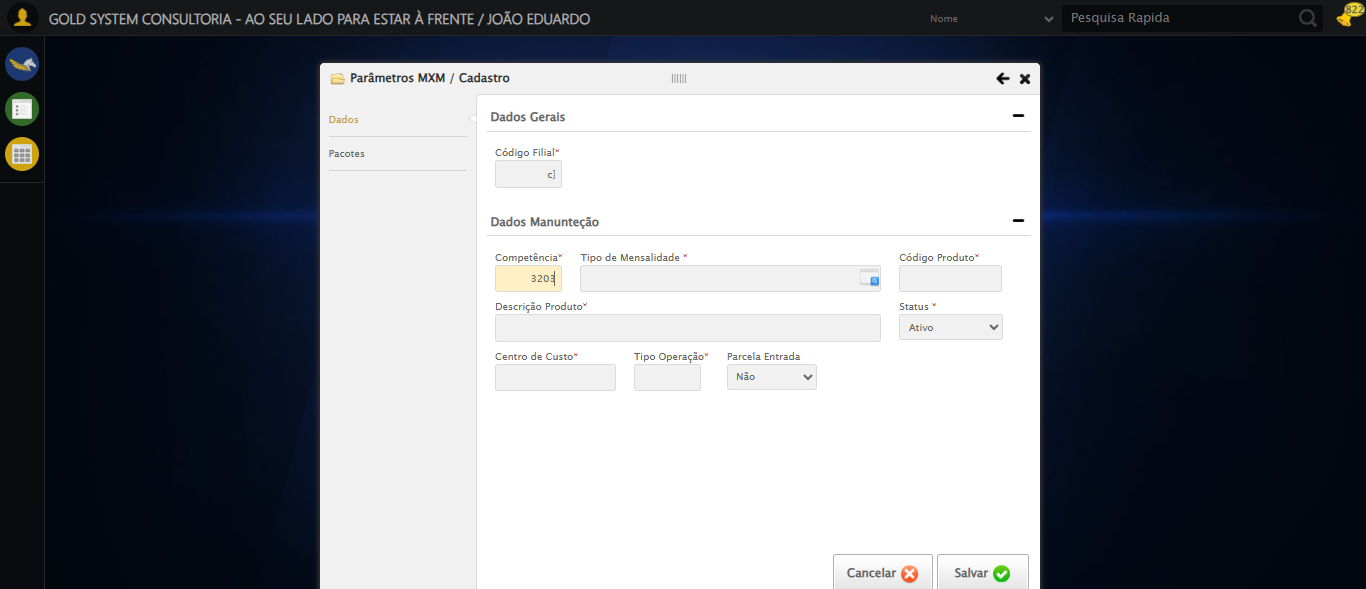 GOLD SYSTEM CONSULTORIA - AO SEU LADO PARA ESTAR À FRENTE / JOÃO EDUARDO
Nome
Pesquisa Rapida
822
Parâmetros MXM / Cadastro
Dados
Pacotes
Dados Gerais
Código Filial*
c]
Dados Manunteção
Competência* Tipo de Mensalidade * Código Produto*
3203
Descrição Produto* Status *
Ativo
Centro de Custo* Tipo Operação* Parcela Entrada
Não
Cancelar Salvar